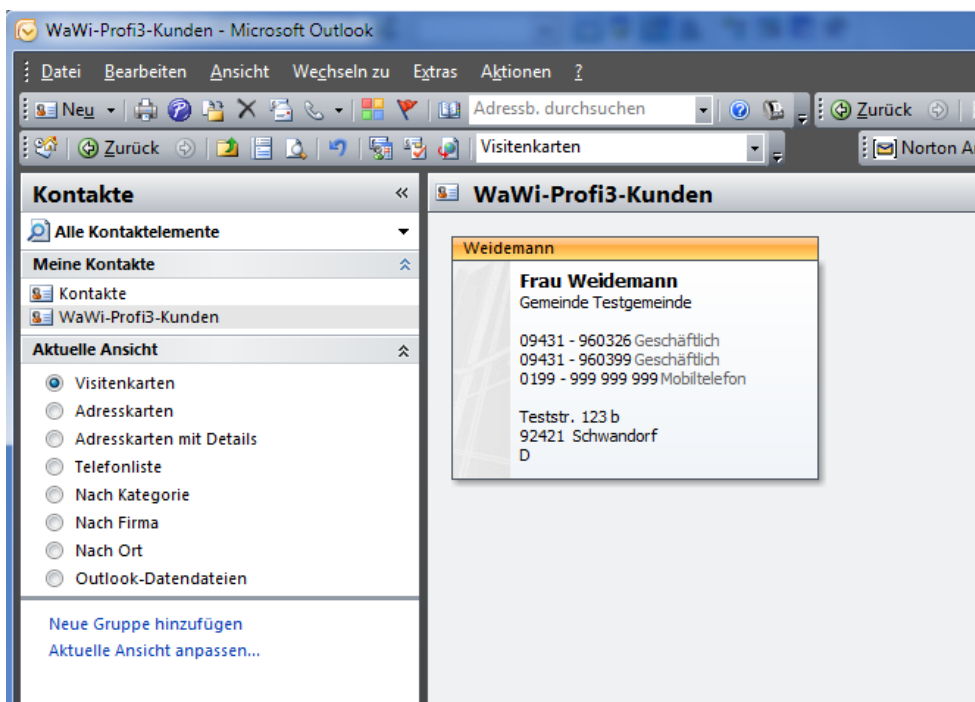 WaWi-Profi3-Kunden - Microsoft Outlook
Datei Bearbeiten Ansicht Wechseln zu Extras Aktionen ?
Neu Adressb. durchsuchen Zurück
Zurück Visitenkarten Norton
Kontakte
Alle Kontaktelemente
Meine Kontakte
Kontakte
WaWi-Profi3-Kunden
Aktuelle Ansicht
Visitenkarten
Adresskarten
Adresskarten mit Details
Telefonliste
Nach Kategorie
Nach Firma
Nach Ort
Outlook-Datendateien
Neue Gruppe hinzufügen
Aktuelle Ansicht anpassen...
WaWi-Profi3-Kunden
Weidemann
Frau Weidemann
Gemeinde Testgemeinde
09431 - 960326 Geschäftlich
09431 - 960399 Geschäftlich
0199 - 999 999 999 Mobiltelefon
Teststr. 123 b
92421 Schwandorf
D